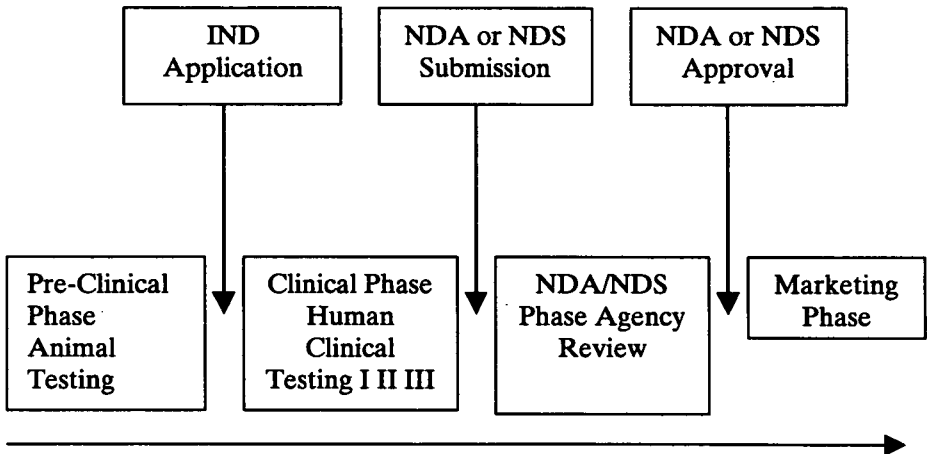 IND
Application
NDA or NDS
Submission
NDA or NDS
Approval
Pre-Clinical
Phase
Animal
Testing
Clinical Phase
Human
Clinical
Testing I II III
NDA/NDS
Phase Agency
Review
Marketing
Phase